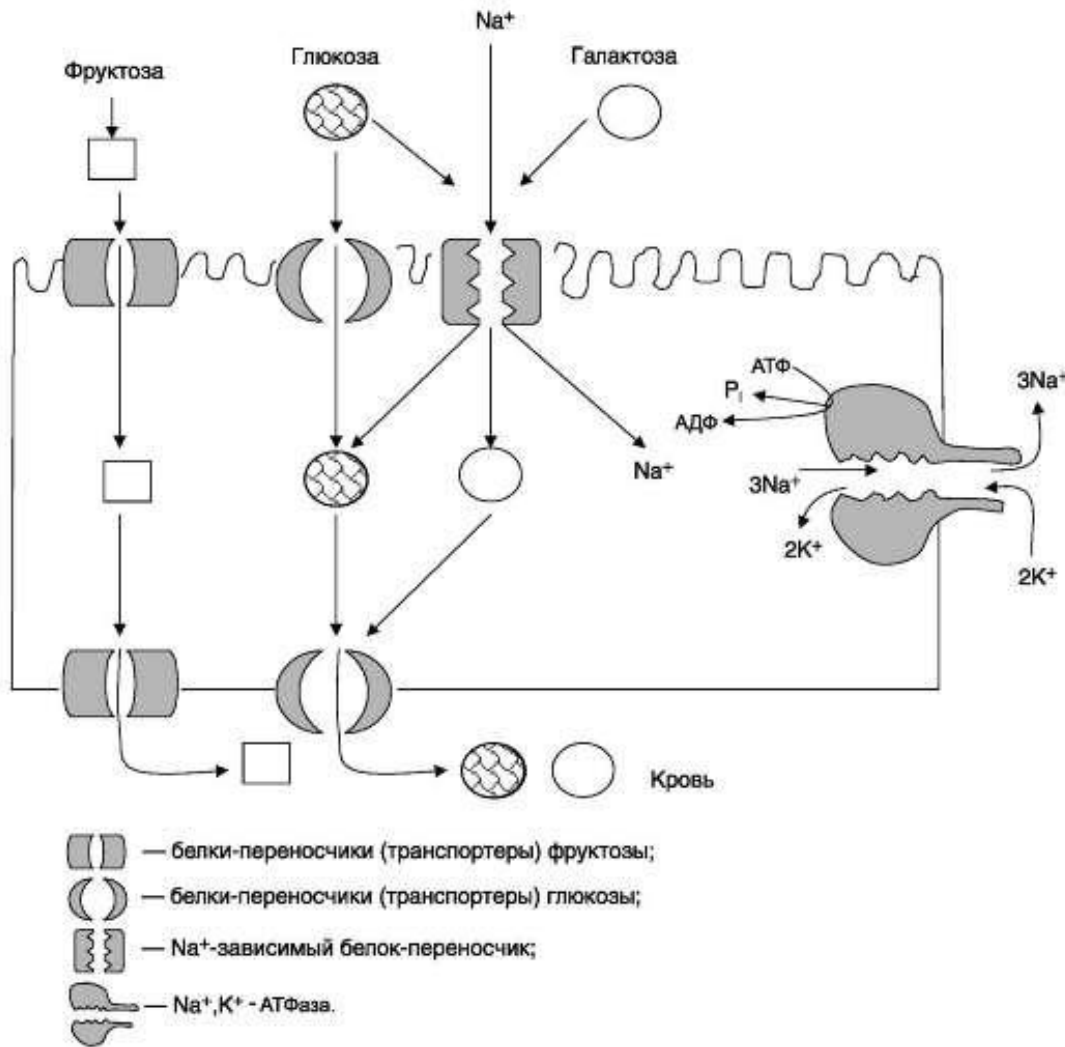 Na⁺
Фруктоза
Глюкоза
Галактоза
АТФ
Pᵢ
АДФ
3Na⁺
Na⁺
3Na⁺
2K⁺
2K⁺
Кровь
— белки-переносчики (транспортеры) фруктозы;
— белки-переносчики (транспортеры) глюкозы;
— Na⁺-зависимый белок-переносчик;
— Na⁺,K⁺ - АТФаза.